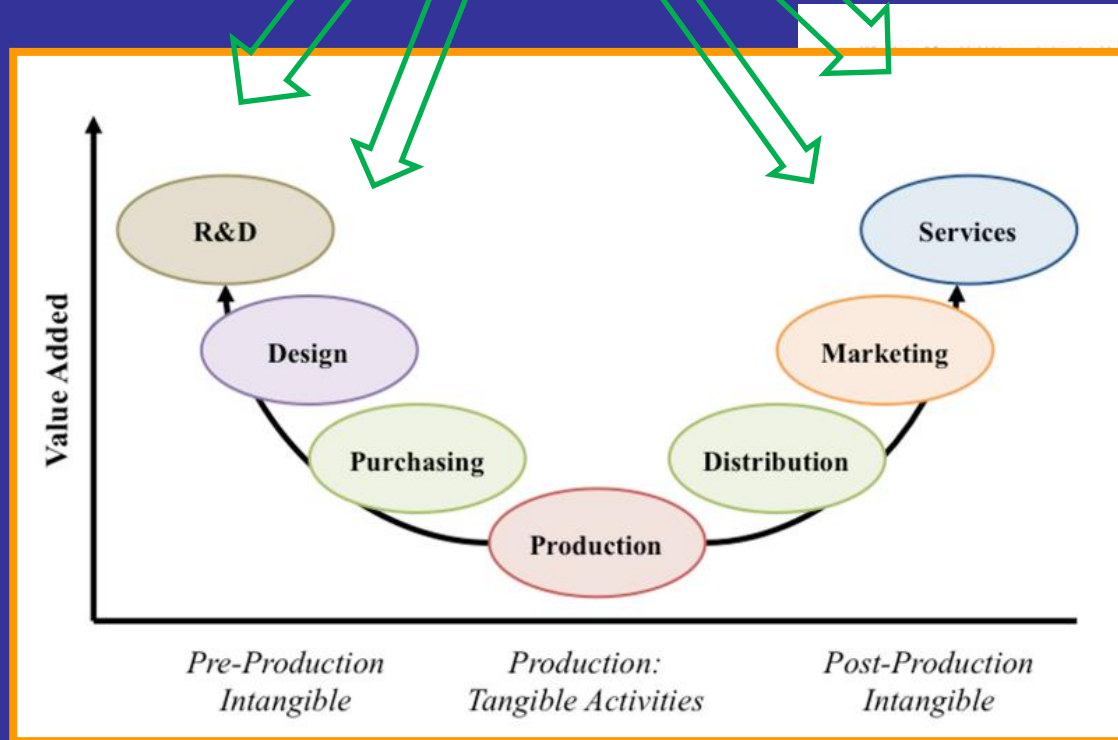 R&D
Services
Design
Marketing
Purchasing
Distribution
Production
Value Added
Pre-Production
Intangible
Production:
Tangible Activities
Post-Production
Intangible